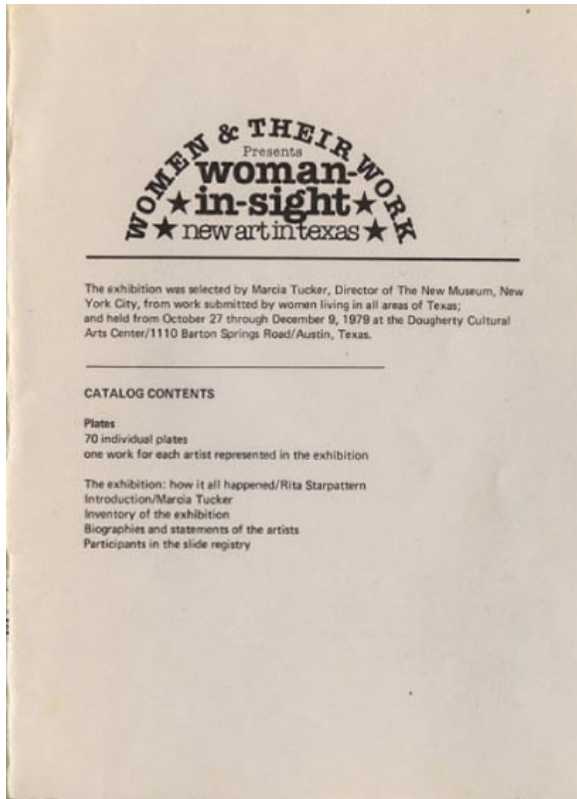 WOMEN & THEIR WORK
Presents
woman-
★in-sight★
★new art in texas★
The exhibition was selected by Marcia Tucker, Director of The New Museum, New
York City, from work submitted by women living in all areas of Texas;
and held from October 27 through December 9, 1979 at the Dougherty Cultural
Arts Center/1110 Barton Springs Road/Austin, Texas.
CATALOG CONTENTS
Plates
70 individual plates
one work for each artist represented in the exhibition
The exhibition: how it all happened/Rita Starpattern
Introduction/Marcia Tucker
Inventory of the exhibition
Biographies and statements of the artists
Participants in the slide registry